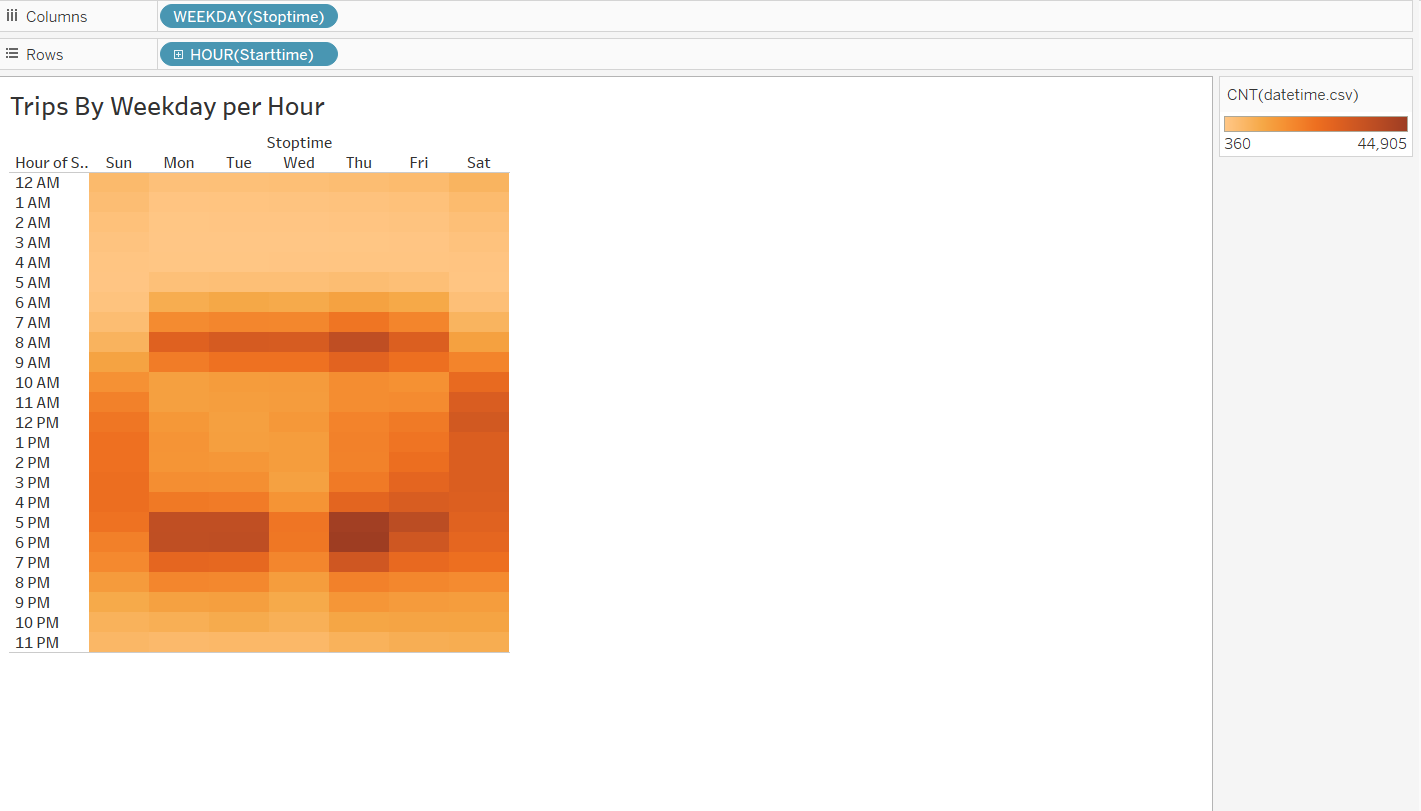 Columns WEEKDAY(Stoptime)
Rows HOUR(Starttime)
Trips By Weekday per Hour
CNT(datetime.csv)
360 44,905
Stoptime
Hour of S.. Sun Mon Tue Wed Thu Fri Sat
12 AM
1 AM
2 AM
3 AM
4 AM
5 AM
6 AM
7 AM
8 AM
9 AM
10 AM
11 AM
12 PM
1 PM
2 PM
3 PM
4 PM
5 PM
6 PM
7 PM
8 PM
9 PM
10 PM
11 PM